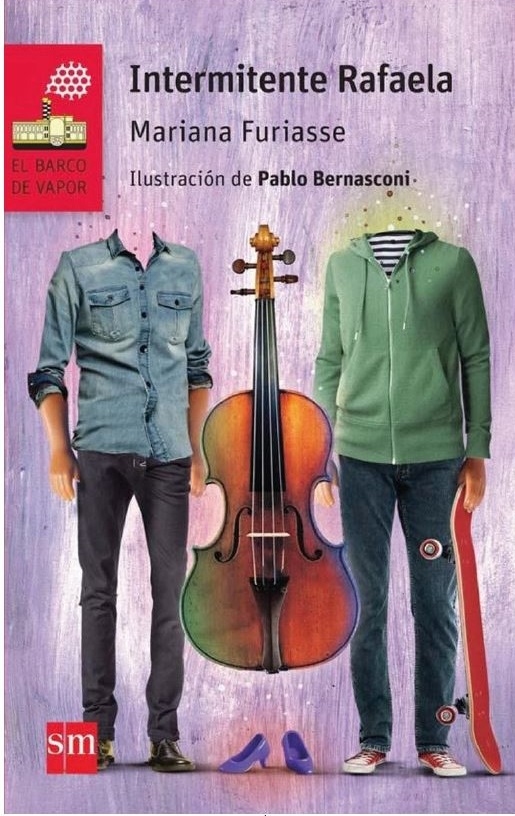 Intermitente Rafaela
Mariana Furiasse
Ilustración de Pablo Bernasconi
EL BARCO
DE VAPOR
sm